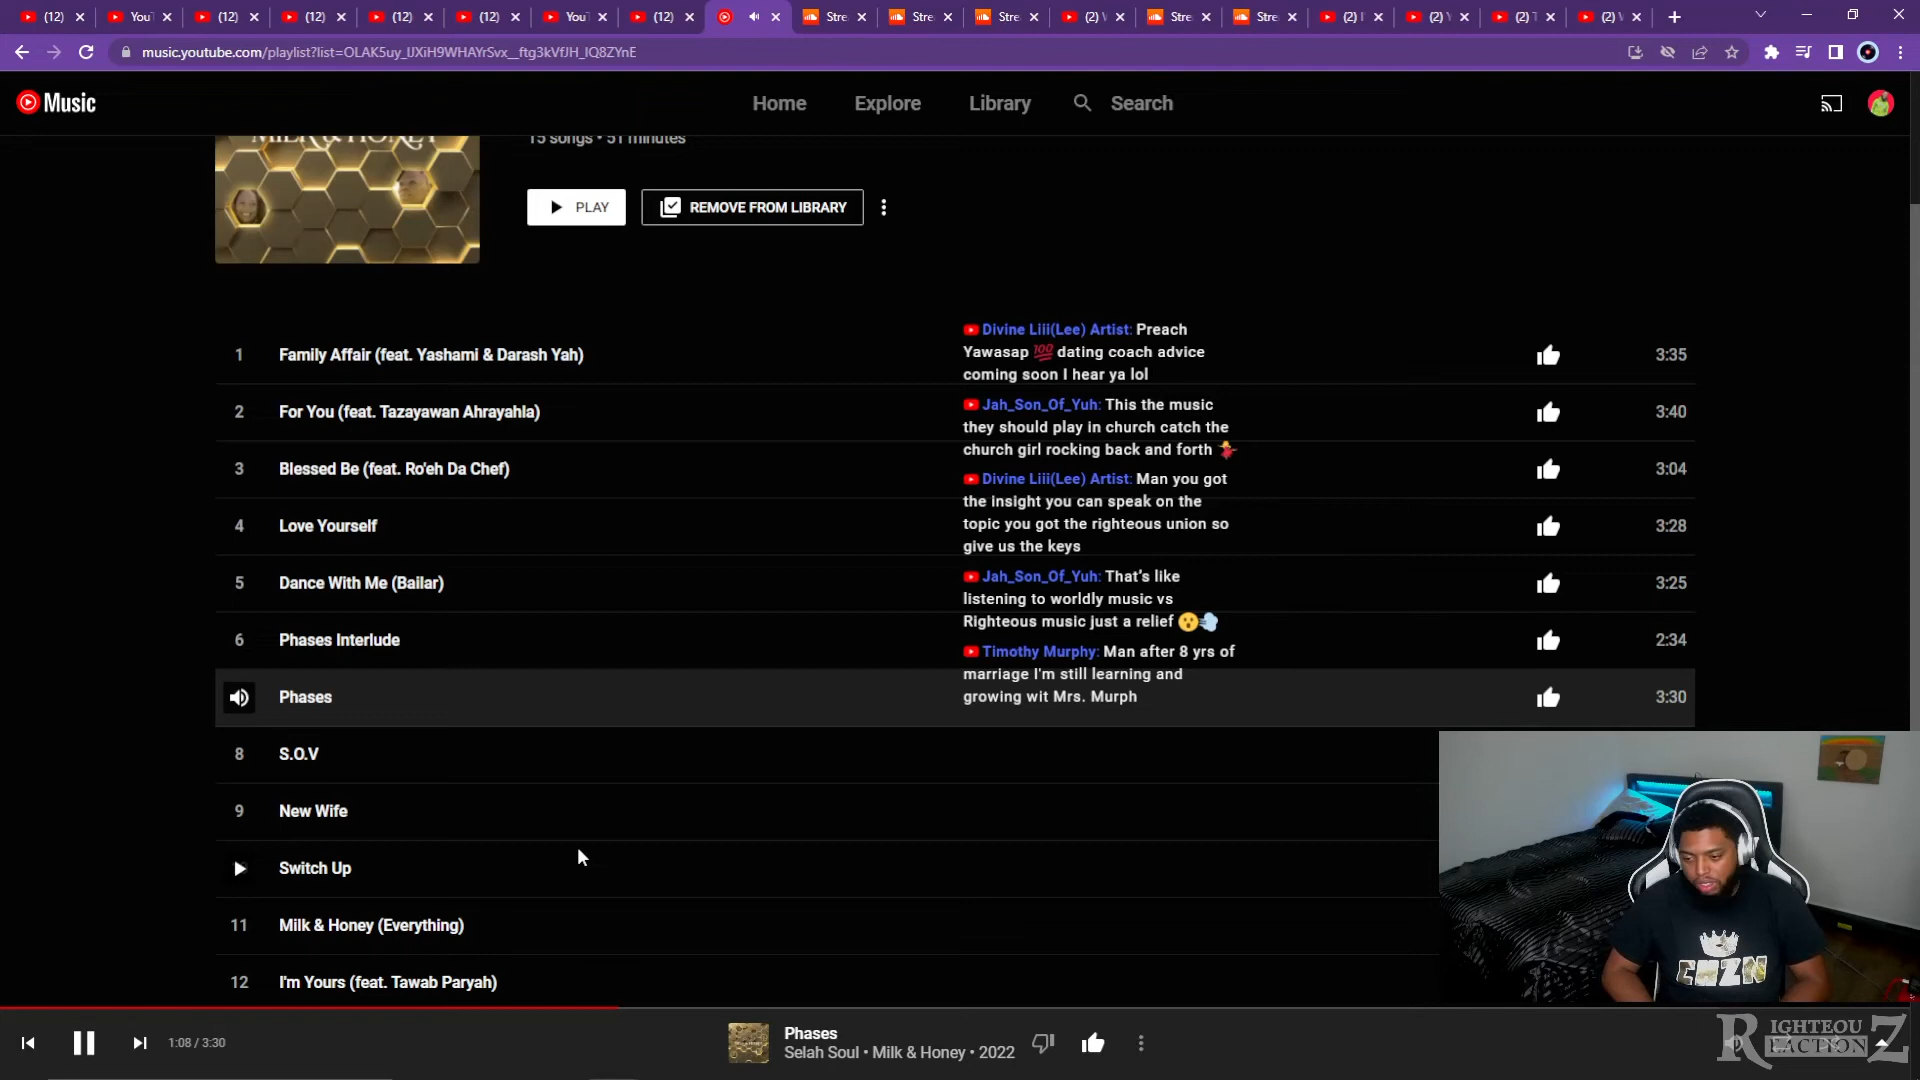 (12) You (12) (12) (12) (12) You (12) Stre Stre Stre (2) Stre Stre (2) (2) (2) (2)
music.youtube.com/playlist?list=OLAK5uy_lJXiH9WHAYrSvx__ftg3kVfJH_IQ8ZYnE
Music Home Explore Library Search
MILK & HONEY
15 songs • 51 minutes
PLAY REMOVE FROM LIBRARY
1 Family Affair (feat. Yashami & Darash Yah) 3:35
2 For You (feat. Tazayawan Ahrayahla) 3:40
3 Blessed Be (feat. Ro'eh Da Chef) 3:04
4 Love Yourself 3:28
5 Dance With Me (Bailar) 3:25
6 Phases Interlude 2:34
Phases 3:30
8 S.O.V
9 New Wife
Switch Up
11 Milk & Honey (Everything)
12 I'm Yours (feat. Tawab Paryah)
Divine Liii(Lee) Artist: Preach
Yawasap 💯 dating coach advice
coming soon I hear ya lol
Jah_Son_Of_Yuh: This the music
they should play in church catch the
church girl rocking back and forth 💃
Divine Liii(Lee) Artist: Man you got
the insight you can speak on the
topic you got the righteous union so
give us the keys
Jah_Son_Of_Yuh: That's like
listening to worldly music vs
Righteous music just a relief 😮💨
Timothy Murphy: Man after 8 yrs of
marriage I'm still learning and
growing wit Mrs. Murph
CHZN
1:08 / 3:30
Phases
Selah Soul • Milk & Honey • 2022
RIGHTEOUZ
REACTIONZ